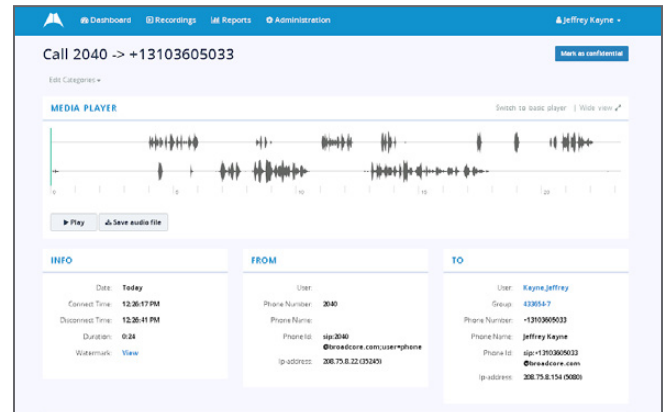 Dashboard Recordings Reports Administration Jeffrey Kayne
Call 2040 -> +13103605033
Mark as confidential
Edit Categories
MEDIA PLAYER
Switch to basic player | Wide view
0 5 10 15 20
Play Save audio file
INFO
Date: Today
Connect Time: 12:26:17 PM
Disconnect Time: 12:26:41 PM
Duration: 0:24
Watermark: View
FROM
User:
Phone Number: 2040
Phone Name:
Phone Id: sip:2040
@broadcore.com;user=phone
Ip-address: 208.75.8.22 (35245)
TO
User: Kayne,Jeffrey
Group: 433654-7
Phone Number: +13103605033
Phone Name: Jeffrey Kayne
Phone Id: sip:+13103605033
@broadcore.com
Ip-address: 208.75.8.154 (5080)